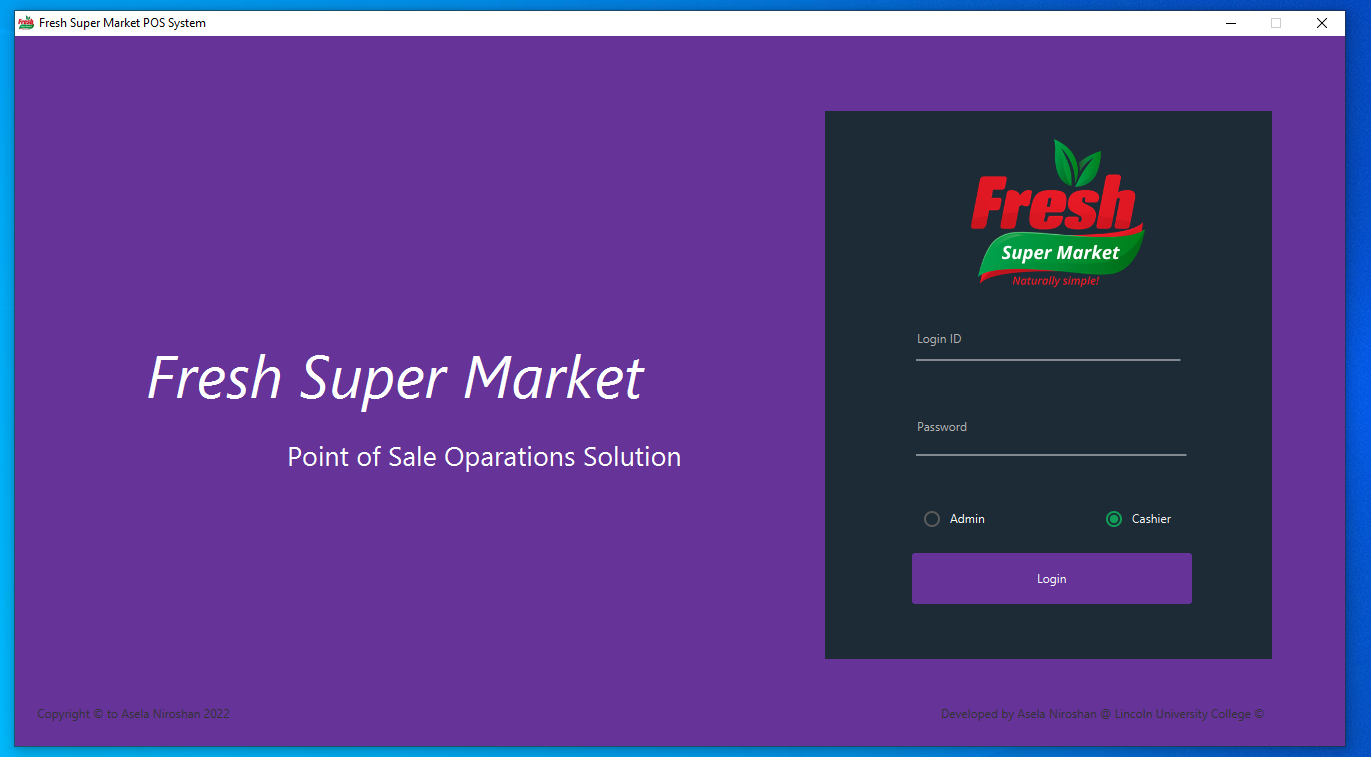 Fresh Super Market POS System
Fresh
Super Market
Naturally simple!
Login ID
Fresh Super Market
Password
Point of Sale Oparations Solution
Admin
Cashier
Login
Copyright © to Asela Niroshan 2022
Developed by Asela Niroshan @ Lincoln University College ©